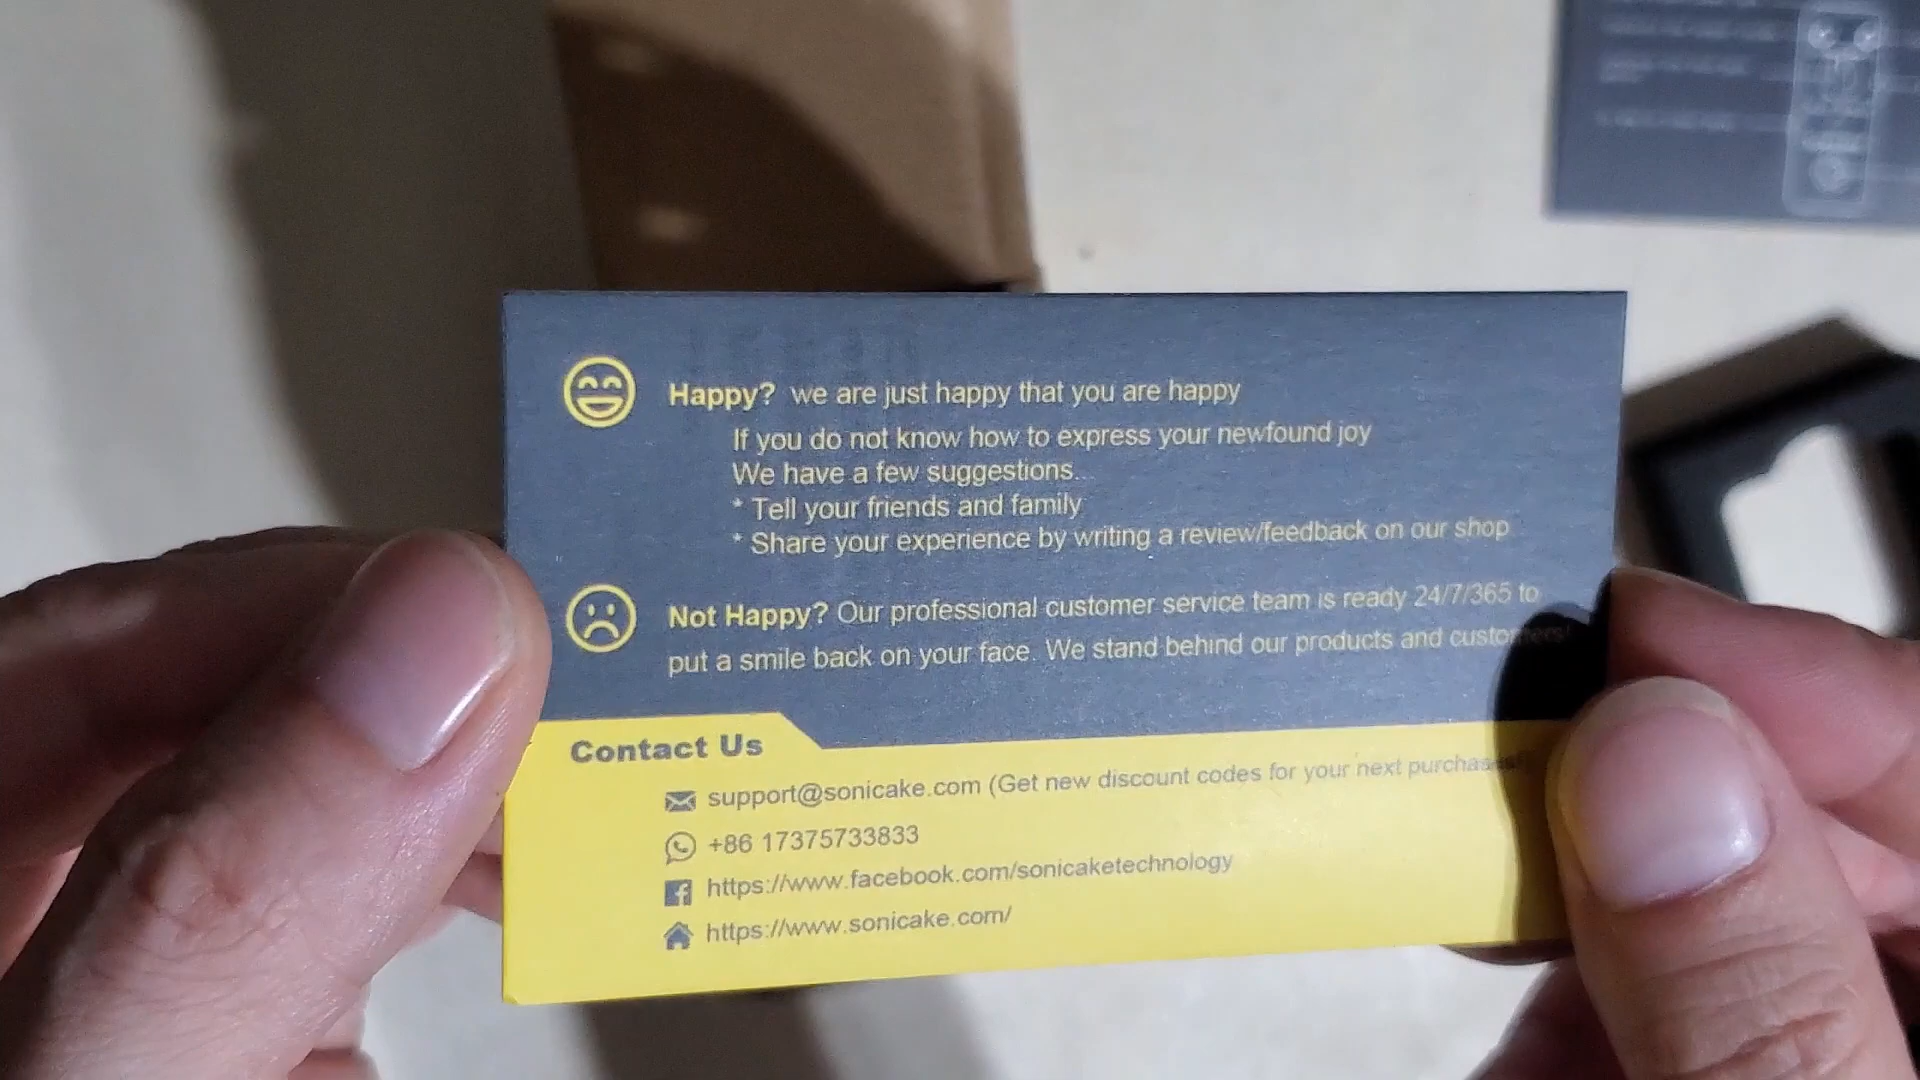 Happy? we are just happy that you are happy
If you do not know how to express your newfound joy
We have a few suggestions...
* Tell your friends and family
* Share your experience by writing a review/feedback on our shop
Not Happy? Our professional customer service team is ready 24/7/365 to
put a smile back on your face. We stand behind our products and customers!
Contact Us
support@sonicake.com (Get new discount codes for your next purchases!)
+86 17375733833
https://www.facebook.com/sonicaketechnology
https://www.sonicake.com/